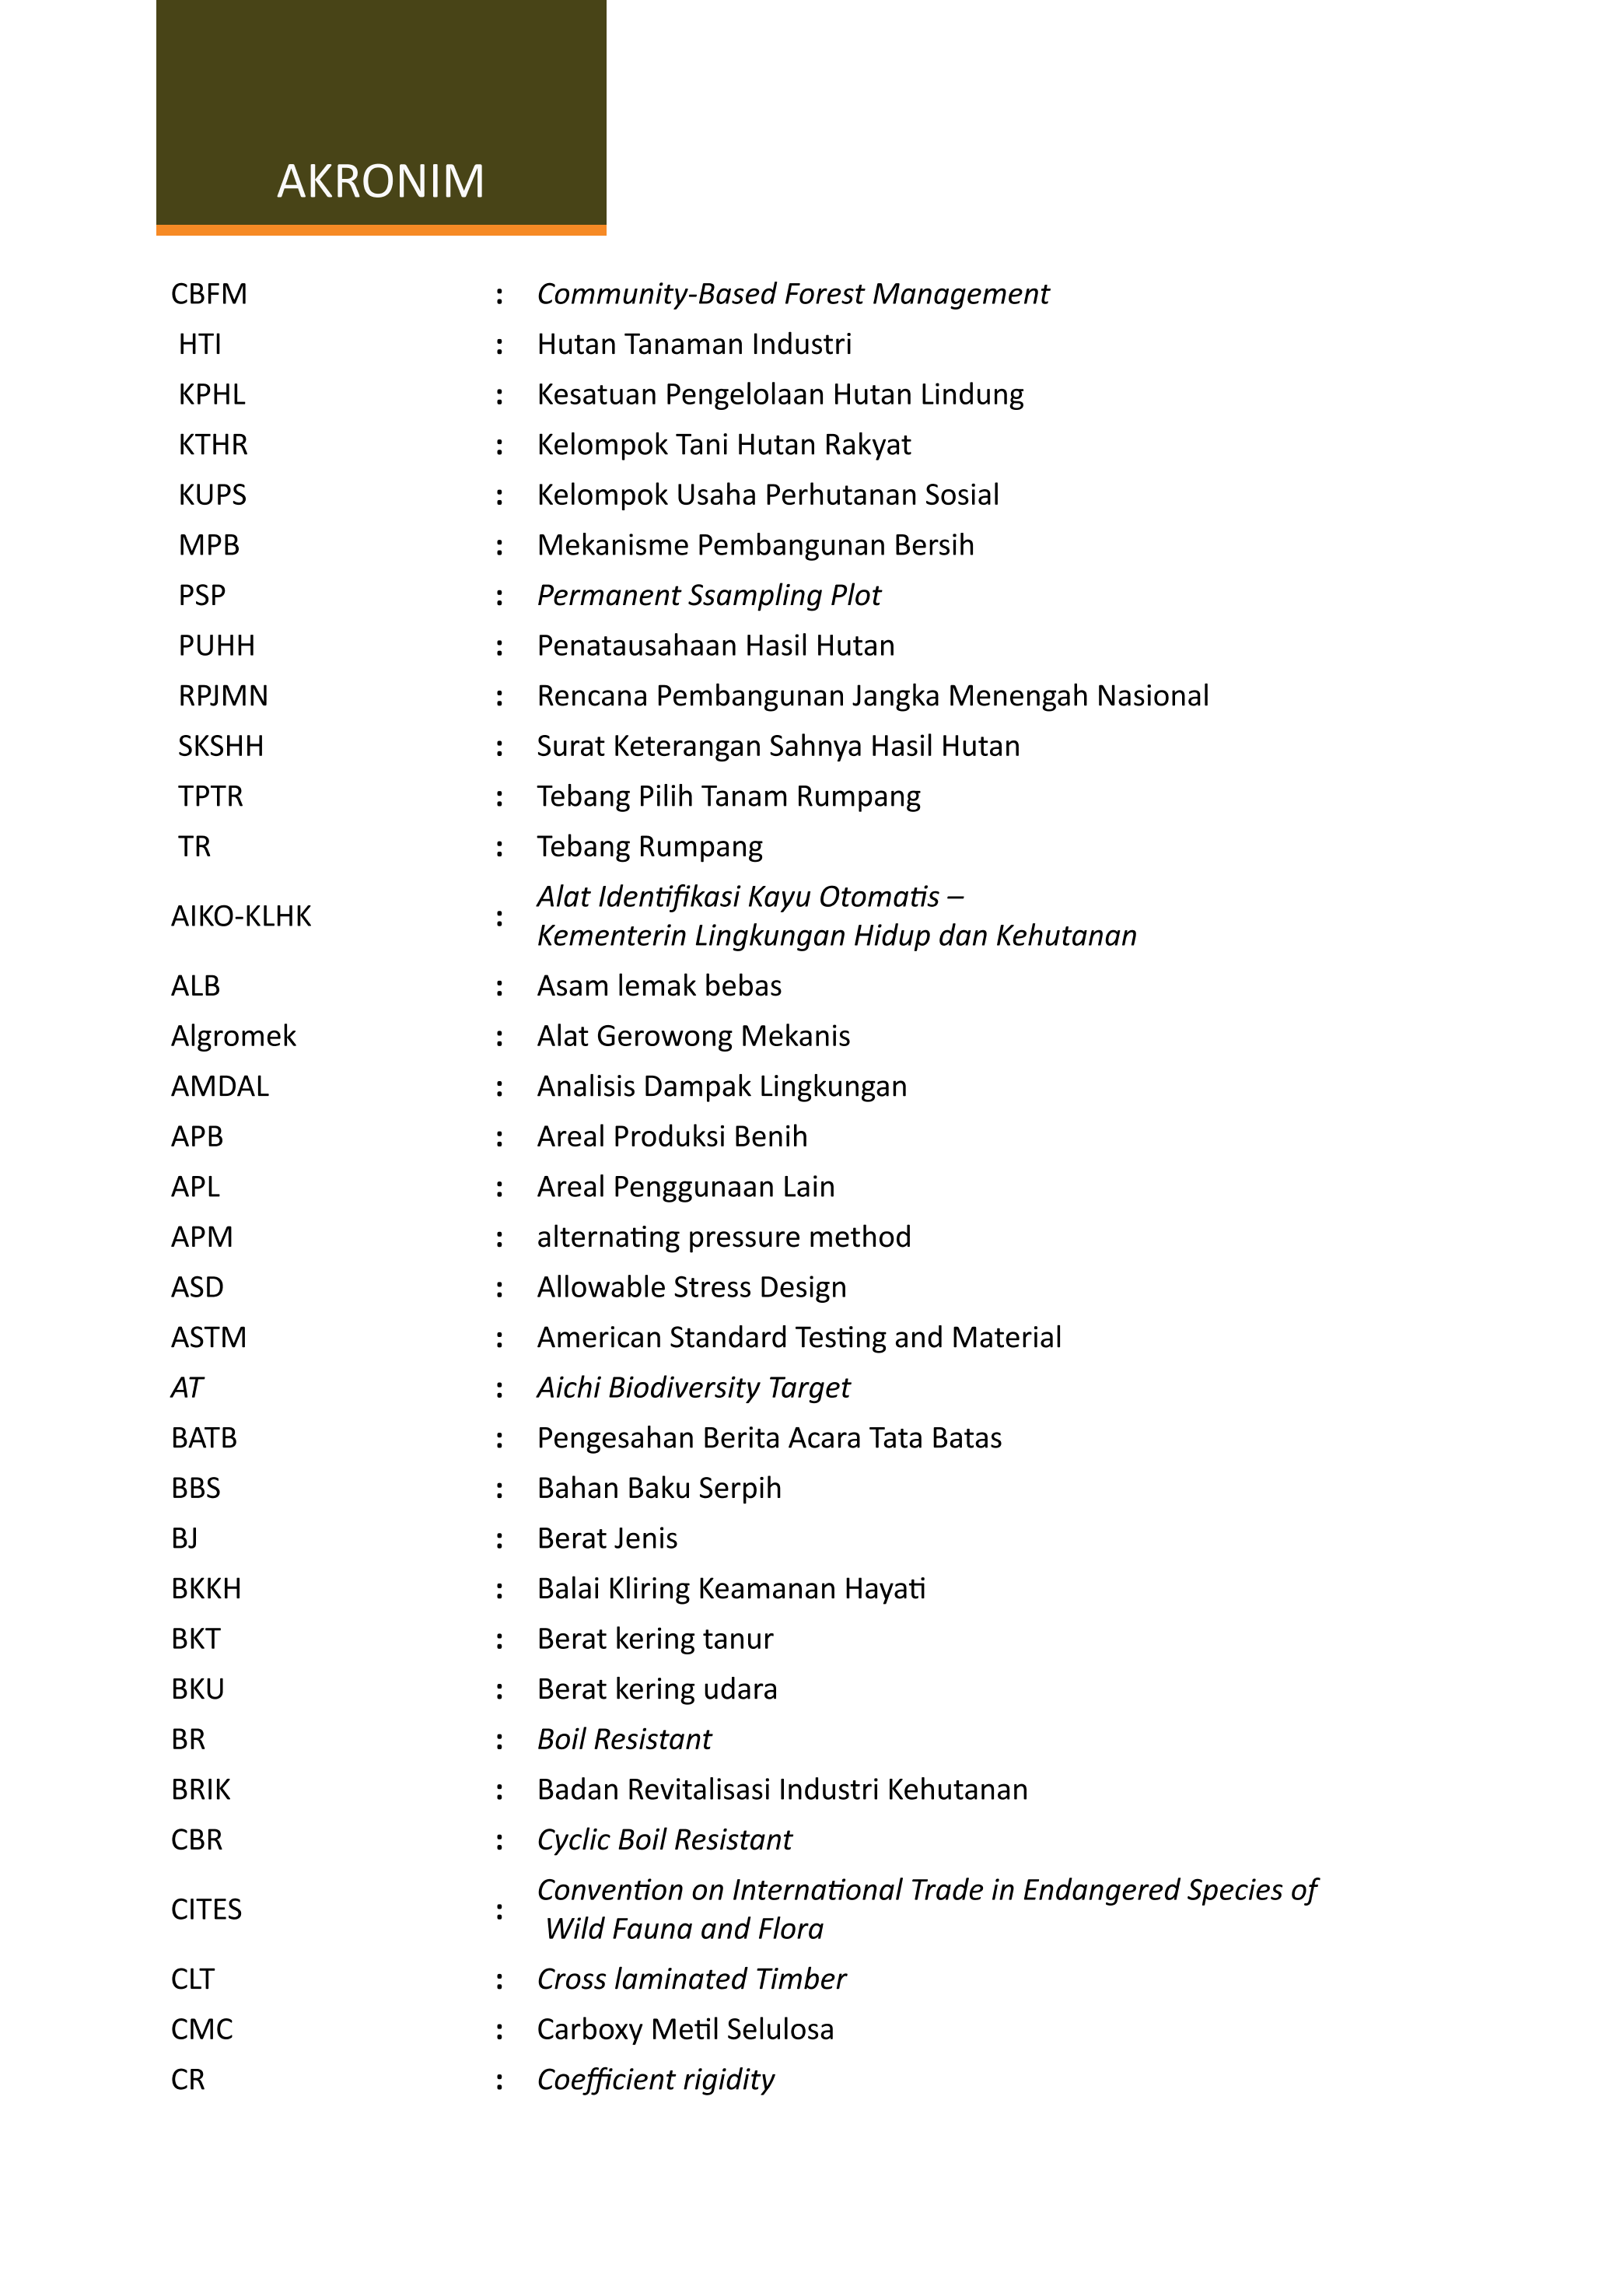 AKRONIM
CBFM : Community-Based Forest Management
HTI : Hutan Tanaman Industri
KPHL : Kesatuan Pengelolaan Hutan Lindung
KTHR : Kelompok Tani Hutan Rakyat
KUPS : Kelompok Usaha Perhutanan Sosial
MPB : Mekanisme Pembangunan Bersih
PSP : Permanent Ssampling Plot
PUHH : Penatausahaan Hasil Hutan
RPJMN : Rencana Pembangunan Jangka Menengah Nasional
SKSHH : Surat Keterangan Sahnya Hasil Hutan
TPTR : Tebang Pilih Tanam Rumpang
TR : Tebang Rumpang
AIKO-KLHK : Alat Identifikasi Kayu Otomatis –
Kementerin Lingkungan Hidup dan Kehutanan
ALB : Asam lemak bebas
Algromek : Alat Gerowong Mekanis
AMDAL : Analisis Dampak Lingkungan
APB : Areal Produksi Benih
APL : Areal Penggunaan Lain
APM : alternating pressure method
ASD : Allowable Stress Design
ASTM : American Standard Testing and Material
AT : Aichi Biodiversity Target
BATB : Pengesahan Berita Acara Tata Batas
BBS : Bahan Baku Serpih
BJ : Berat Jenis
BKKH : Balai Kliring Keamanan Hayati
BKT : Berat kering tanur
BKU : Berat kering udara
BR : Boil Resistant
BRIK : Badan Revitalisasi Industri Kehutanan
CBR : Cyclic Boil Resistant
CITES : Convention on International Trade in Endangered Species of
Wild Fauna and Flora
CLT : Cross laminated Timber
CMC : Carboxy Metil Selulosa
CR : Coefficient rigidity